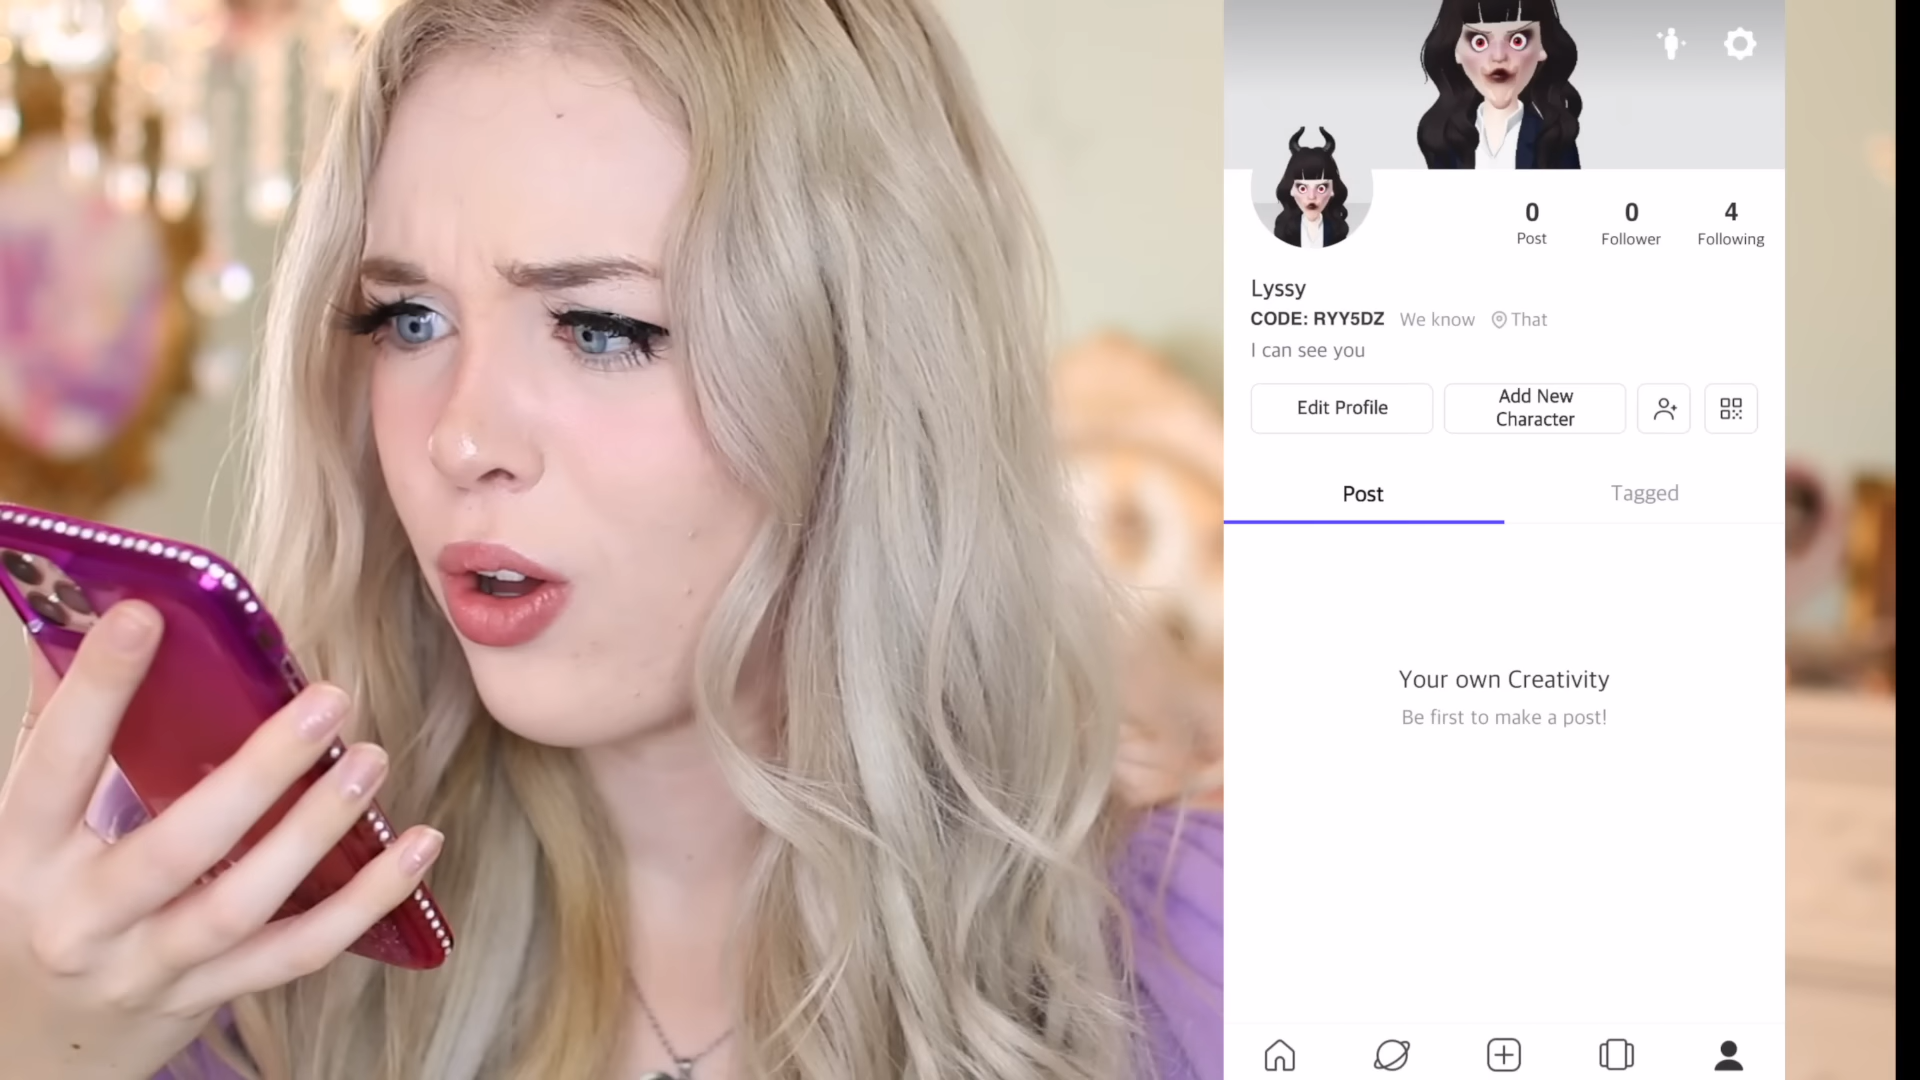 0 0 4
Post Follower Following
Lyssy
CODE: RYY5DZ We know That
I can see you
Edit Profile
Add New
Character
Post Tagged
Your own Creativity
Be first to make a post!